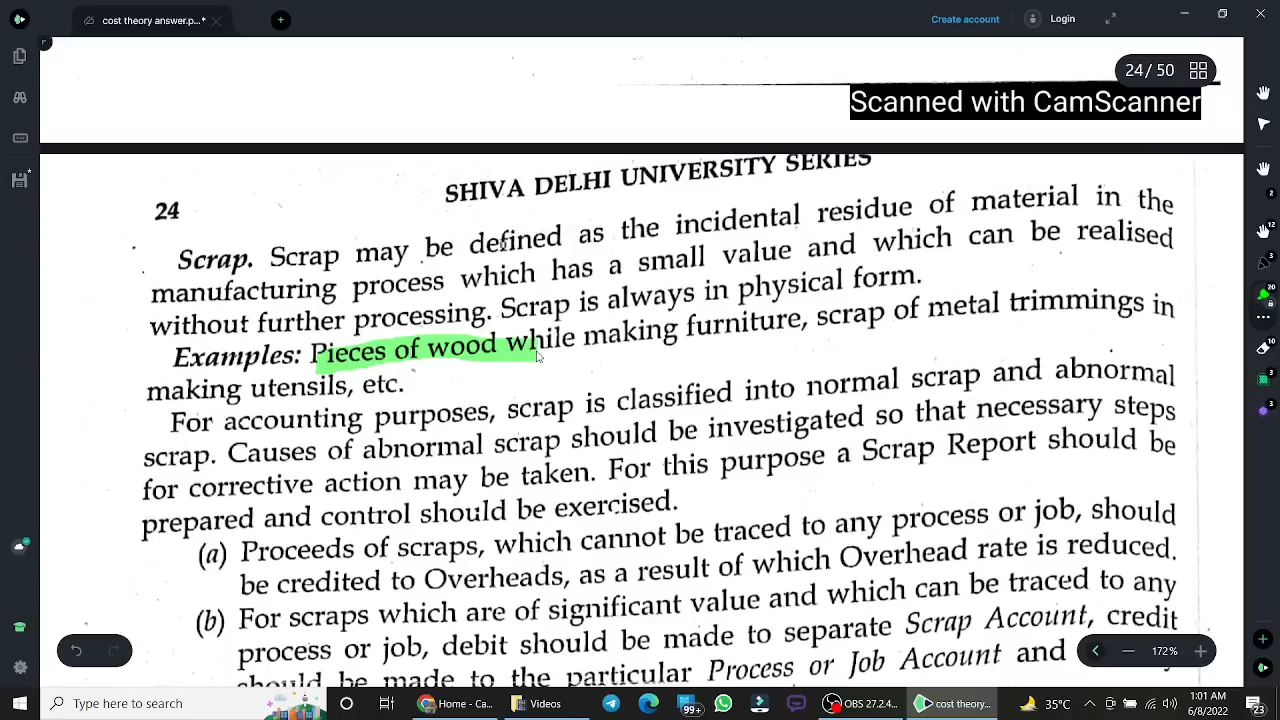 cost theory answer.p...*
Create account
Login
24/ 50
Scanned with CamScanner
SHIVA DELHI UNIVERSITY SERIES
24
Scrap. Scrap may be defined as the incidental residue of material in the
manufacturing process which has a small value and which can be realised
without further processing. Scrap is always in physical form.
Examples: Pieces of wood while making furniture, scrap of metal trimmings in
making utensils, etc.
For accounting purposes, scrap is classified into normal scrap and abnormal
scrap. Causes of abnormal scrap should be investigated so that necessary steps
for corrective action may be taken. For this purpose a Scrap Report should be
prepared and control should be exercised.
(a) Proceeds of scraps, which cannot be traced to any process or job, should
be credited to Overheads, as a result of which Overhead rate is reduced.
(b) For scraps which are of significant value and which can be traced to any
process or job, debit should be made to separate Scrap Account, credit
should be made to the particular Process or Job Account and
172%
2
12
3
20
3
3
Type here to search
Home - Ca...
Videos
99+
OBS 27.2.4...
cost theory...
35°C
ENG
1:01 AM
6/8/2022
23